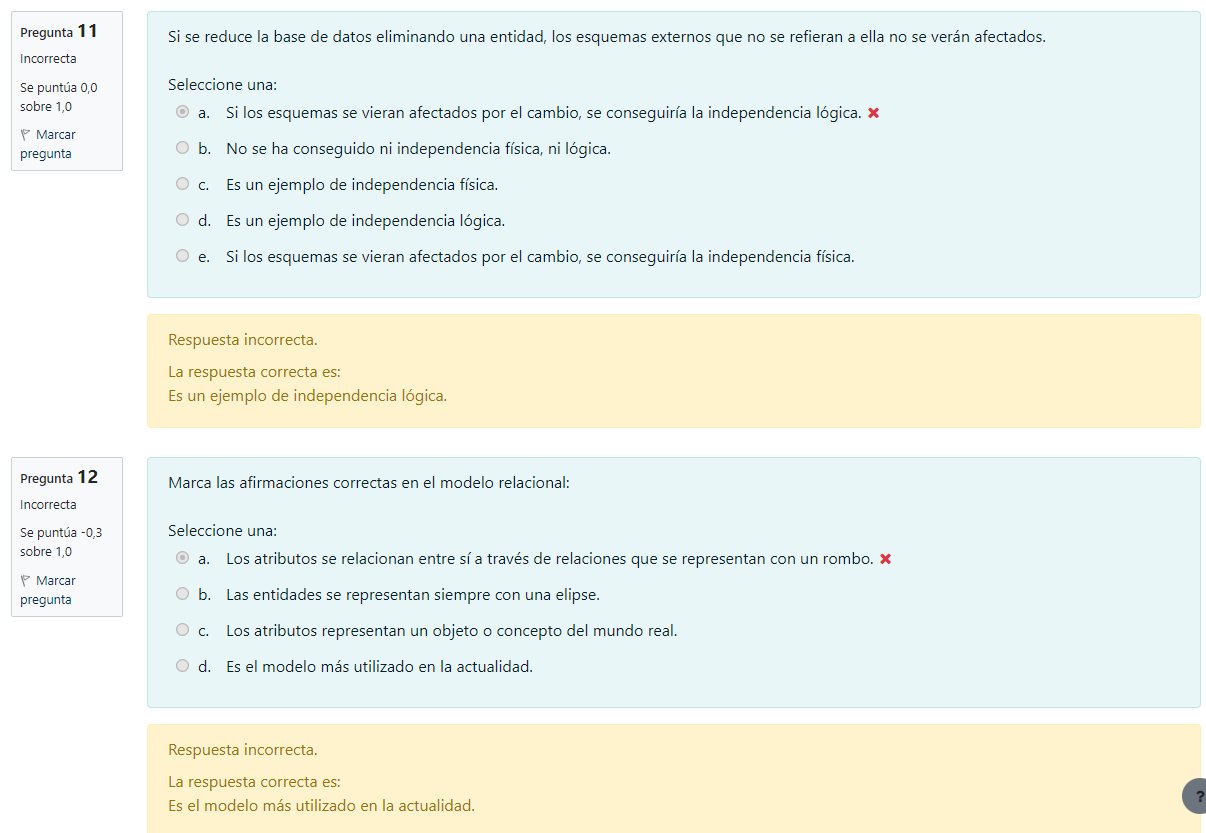 Pregunta 11
Incorrecta
Se puntúa 0,0
sobre 1,0
Marcar
pregunta
Si se reduce la base de datos eliminando una entidad, los esquemas externos que no se refieran a ella no se verán afectados.
Seleccione una:
a. Si los esquemas se vieran afectados por el cambio, se conseguiría la independencia lógica.
b. No se ha conseguido ni independencia física, ni lógica.
c. Es un ejemplo de independencia física.
d. Es un ejemplo de independencia lógica.
e. Si los esquemas se vieran afectados por el cambio, se conseguiría la independencia física.
Respuesta incorrecta.
La respuesta correcta es:
Es un ejemplo de independencia lógica.
Pregunta 12
Incorrecta
Se puntúa -0,3
sobre 1,0
Marcar
pregunta
Marca las afirmaciones correctas en el modelo relacional:
Seleccione una:
a. Los atributos se relacionan entre sí a través de relaciones que se representan con un rombo.
b. Las entidades se representan siempre con una elipse.
c. Los atributos representan un objeto o concepto del mundo real.
d. Es el modelo más utilizado en la actualidad.
Respuesta incorrecta.
La respuesta correcta es:
Es el modelo más utilizado en la actualidad.
?